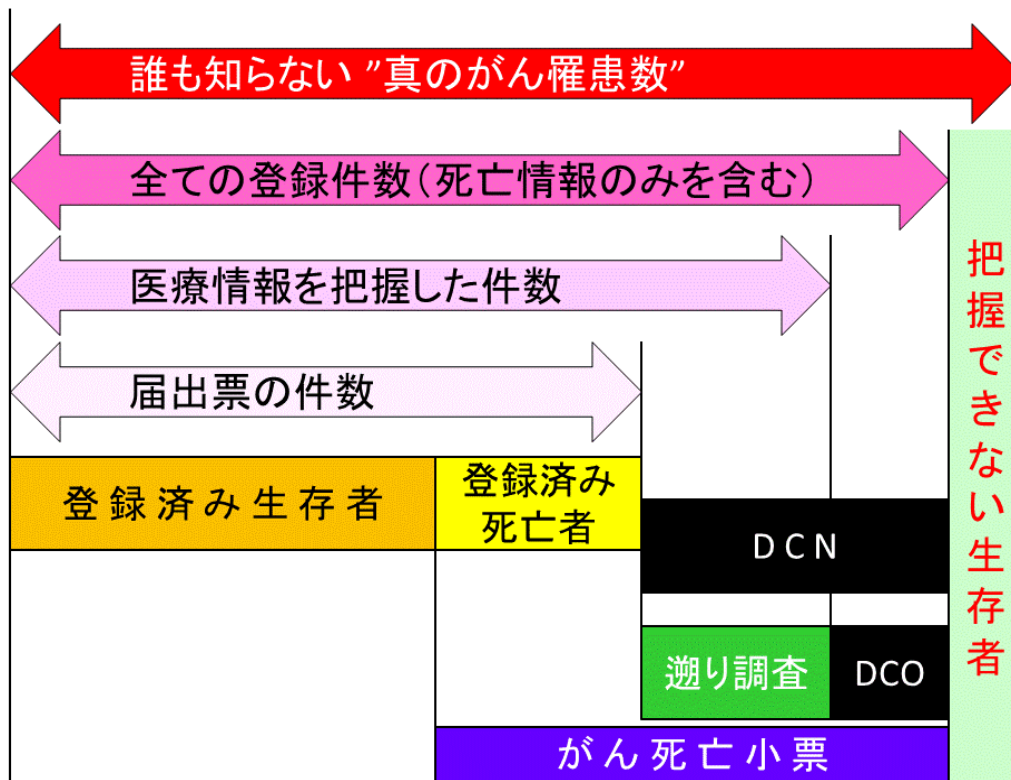 誰も知らない ”真のがん罹患数”
全ての登録件数（死亡情報のみを含む）
医療情報を把握した件数
届出票の件数
登録済み生存者
登録済み
死亡者
DCN
遡り調査
DCO
がん死亡小票
把握できない生存者